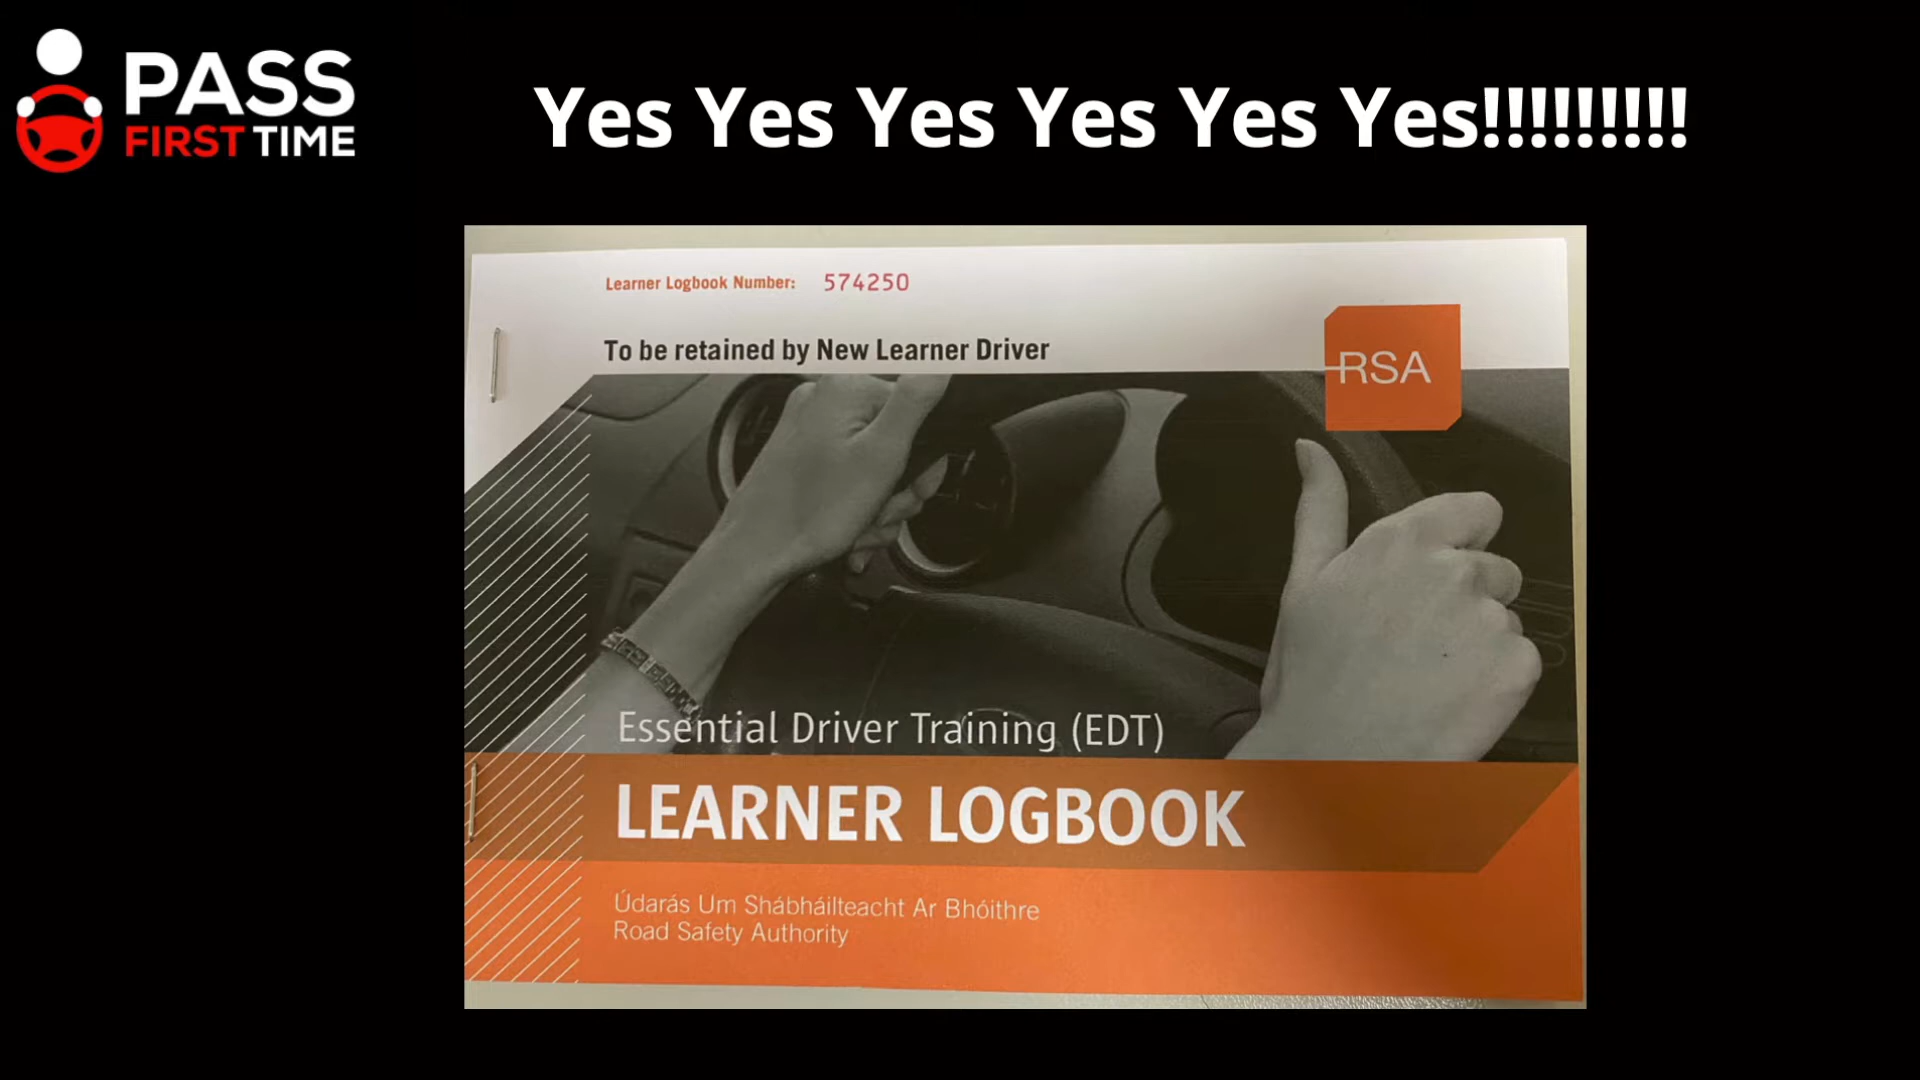 PASS
FIRST TIME
Yes Yes Yes Yes Yes Yes!!!!!!!!!
Learner Logbook Number: 574250
To be retained by New Learner Driver
RSA
Essential Driver Training (EDT)
LEARNER LOGBOOK
Údarás Um Shábháilteacht Ar Bhóithre
Road Safety Authority